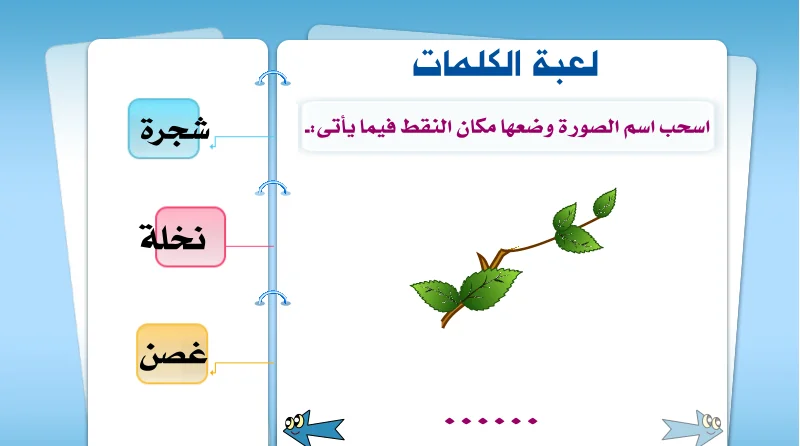 لعبة الكلمات
اسحب اسم الصورة وضعها مكان النقط فيما يأتى :ـ
شجرة
نخلة
غصن